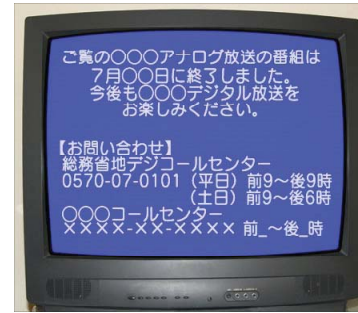 ご覧の○○○アナログ放送の番組は
7月○○日に終了しました。
今後も○○○デジタル放送を
お楽しみください。
【お問い合わせ】
総務省地デジコールセンター
0570-07-0101（平日）前9～後9時
（土日）前9～後6時
○○○コールセンター
××××-××-×××× 前_～後_時